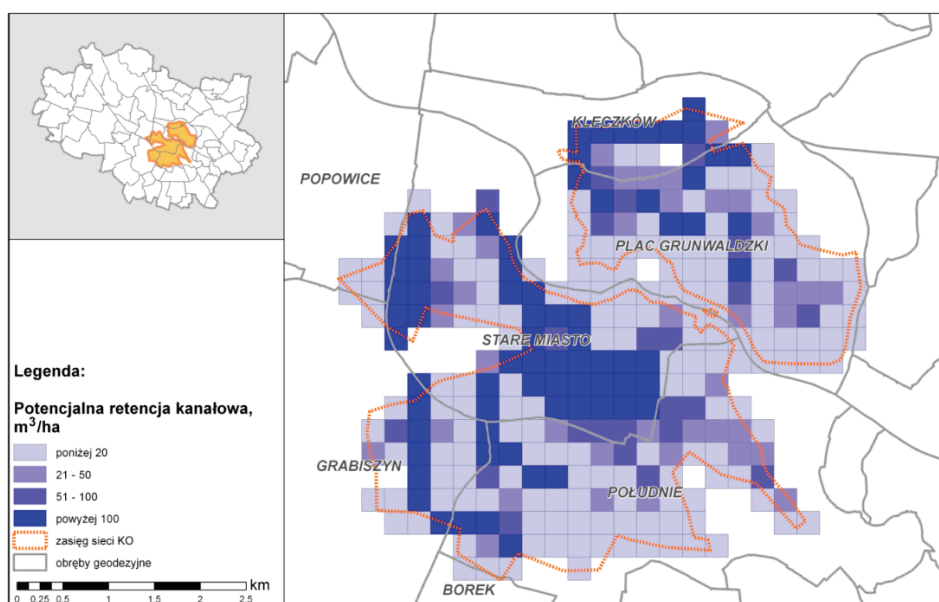 KLECZKÓW
POPOWICE
PLAC GRUNWALDZKI
STARE MIASTO
GRABISZYN
POŁUDNIE
BOREK
Legenda:
Potencjalna retencja kanałowa,
m³/ha
poniżej 20
21 - 50
51 - 100
powyżej 100
zasięg sieci KO
obręby geodezyjne
km
0 0.25 0.5 1 1.5 2 2.5